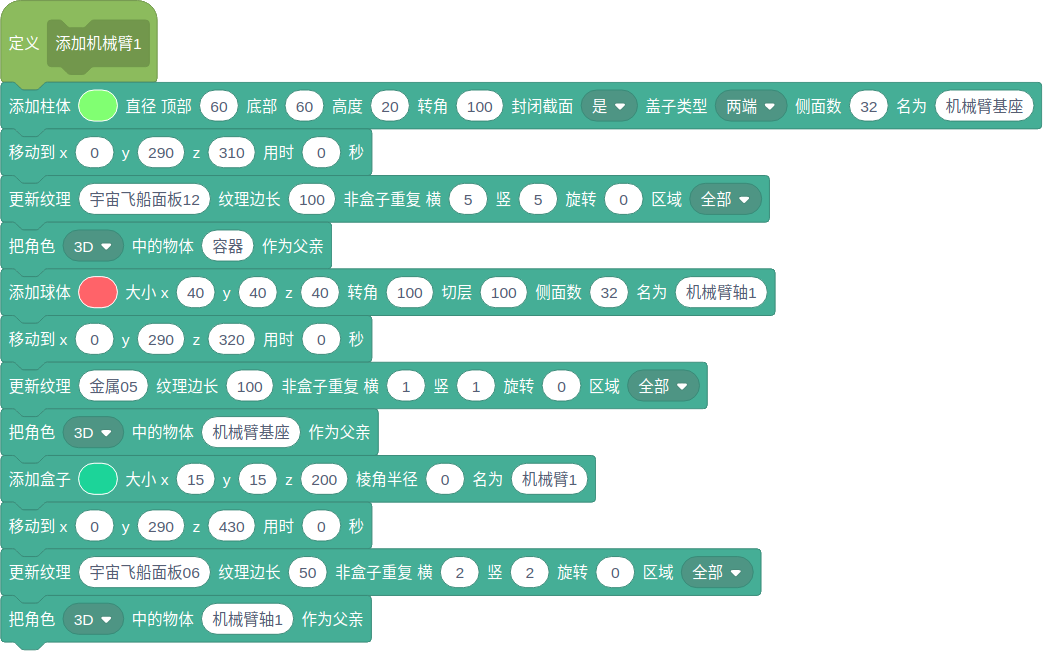 定义 添加机械臂1
添加柱体 直径 顶部 60 底部 60 高度 20 转角 100 封闭截面 是 盖子类型 两端 侧面数 32 名为 机械臂基座
移动到 x 0 y 290 z 310 用时 0 秒
更新纹理 宇宙飞船面板12 纹理边长 100 非盒子重复 横 5 竖 5 旋转 0 区域 全部
把角色 3D 中的物体 容器 作为父亲
添加球体 大小 x 40 y 40 z 40 转角 100 切层 100 侧面数 32 名为 机械臂轴1
移动到 x 0 y 290 z 320 用时 0 秒
更新纹理 金属05 纹理边长 100 非盒子重复 横 1 竖 1 旋转 0 区域 全部
把角色 3D 中的物体 机械臂基座 作为父亲
添加盒子 大小 x 15 y 15 z 200 棱角半径 0 名为 机械臂1
移动到 x 0 y 290 z 430 用时 0 秒
更新纹理 宇宙飞船面板06 纹理边长 50 非盒子重复 横 2 竖 2 旋转 0 区域 全部
把角色 3D 中的物体 机械臂轴1 作为父亲